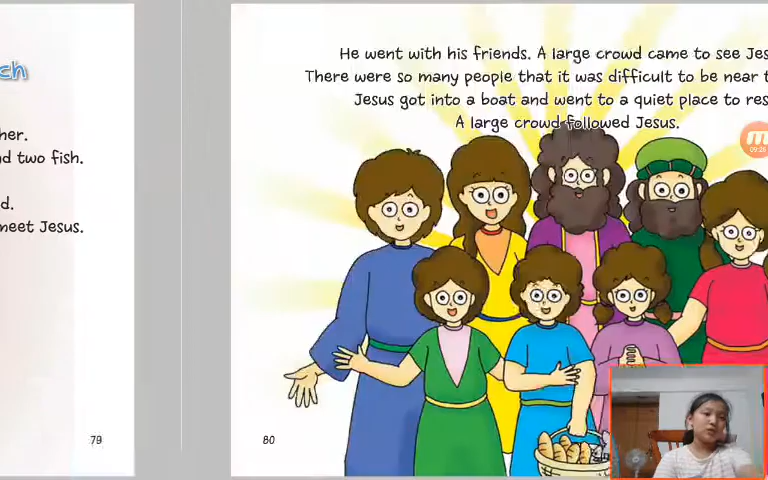 ch
her.
d two fish.
d.
meet Jesus.
79
He went with his friends. A large crowd came to see Jes
There were so many people that it was difficult to be near
Jesus got into a boat and went to a quiet place to res
A large crowd followed Jesus.
80
09:26